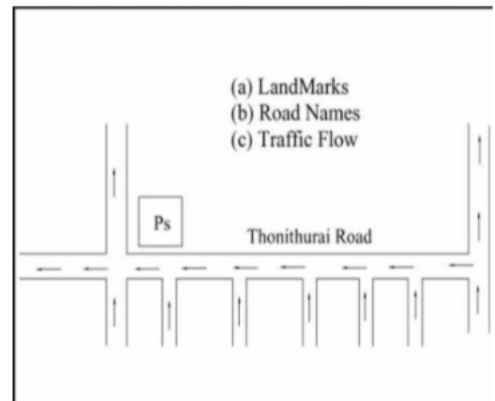 (a) LandMarks
(b) Road Names
(c) Traffic Flow
Ps
Thonithurai Road